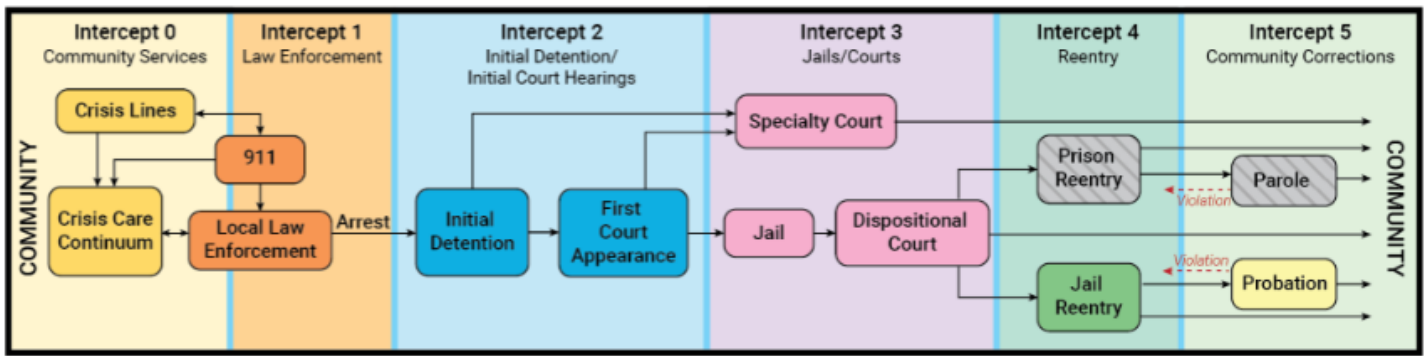 Intercept 0
Community Services
Intercept 1
Law Enforcement
Intercept 2
Initial Detention/
Initial Court Hearings
Intercept 3
Jails/Courts
Intercept 4
Reentry
Intercept 5
Community Corrections
COMMUNITY
Crisis Lines
911
Crisis Care
Continuum
Local Law
Enforcement
Arrest
Initial
Detention
First
Court
Appearance
Specialty Court
Jail
Dispositional
Court
Prison
Reentry
Violation
Parole
Jail
Reentry
Violation
Probation
COMMUNITY